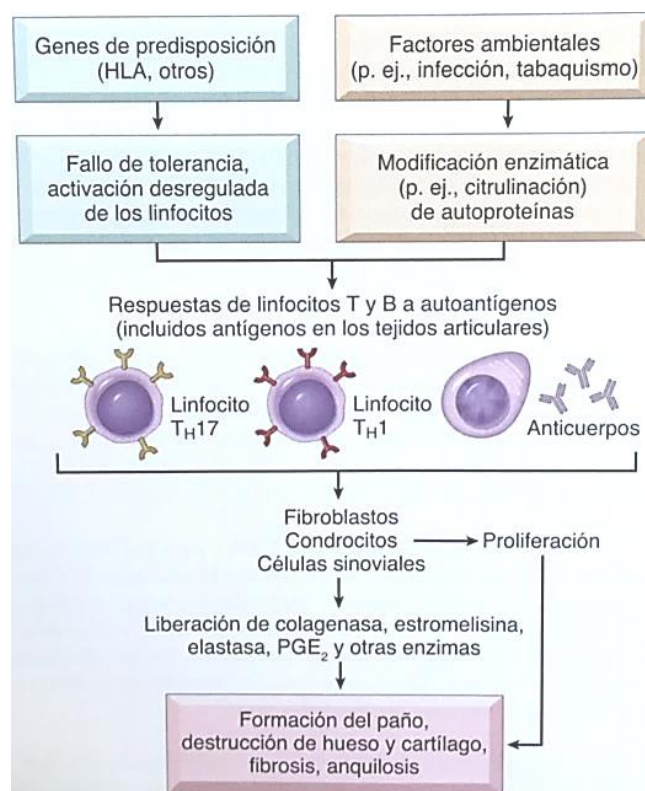 Genes de predisposición
(HLA, otros)
Factores ambientales
(p. ej., infección, tabaquismo)
Fallo de tolerancia,
activación desregulada
de los linfocitos
Modificación enzimática
(p. ej., citrulinación)
de autoproteínas
Respuestas de linfocitos T y B a autoantígenos
(incluidos antígenos en los tejidos articulares)
Linfocito
TH17
Linfocito
TH1
Anticuerpos
Fibroblastos
Condrocitos
Células sinoviales
Proliferación
Liberación de colagenasa, estromelisina,
elastasa, PGE2 y otras enzimas
Formación del paño,
destrucción de hueso y cartílago,
fibrosis, anquilosis